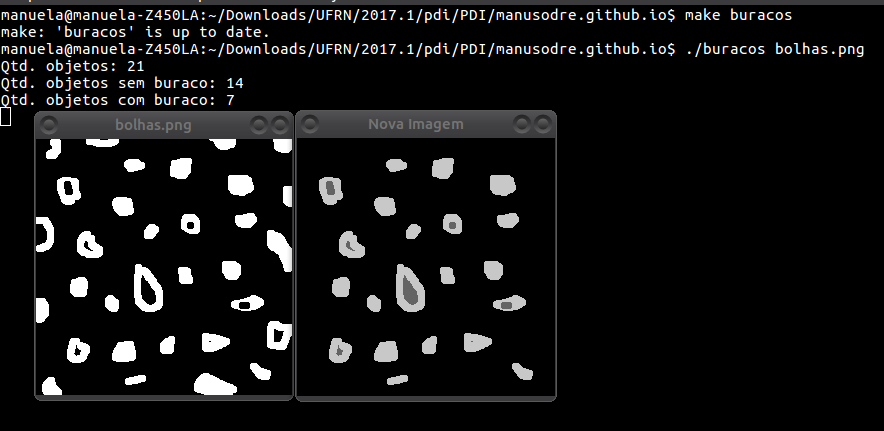 manuela@manuela-Z450LA:~/Downloads/UFRN/2017.1/pdi/PDI/manusodre.github.io$ make buracos
make: 'buracos' is up to date.
manuela@manuela-Z450LA:~/Downloads/UFRN/2017.1/pdi/PDI/manusodre.github.io$ ./buracos bolhas.png
Qtd. objetos: 21
Qtd. objetos sem buraco: 14
Qtd. objetos com buraco: 7
bolhas.png
Nova Imagem